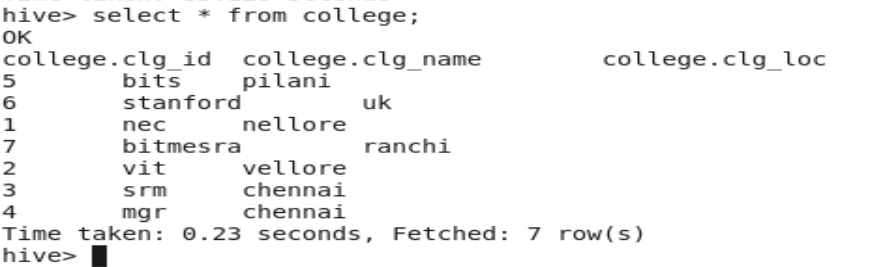 hive> select * from college;
OK
college.clg_id college.clg_name college.clg_loc
5 bits pilani
6 stanford uk
1 nec nellore
7 bitmesra ranchi
2 vit vellore
3 srm chennai
4 mgr chennai
Time taken: 0.23 seconds, Fetched: 7 row(s)
hive>